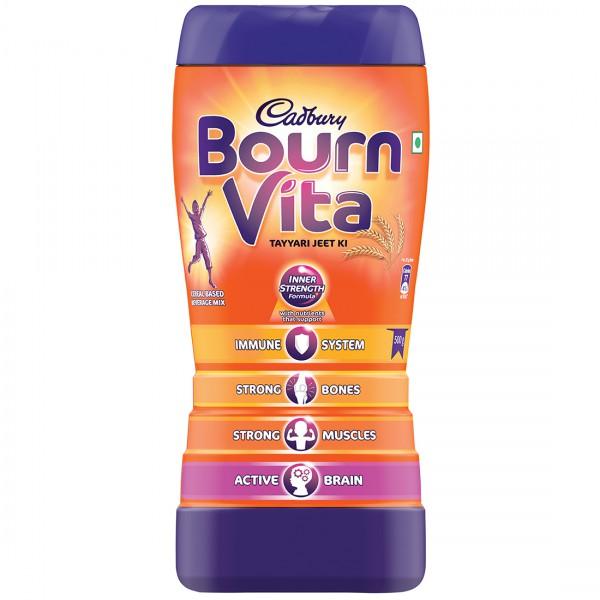 Cadbury
Bourn
Vita
TAYYARI JEET KI
CEREAL BASED
BEVERAGE MIX
INNER
STRENGTH
Formula
with nutrients
that support
IMMUNE SYSTEM
500 g
STRONG BONES
STRONG MUSCLES
ACTIVE BRAIN